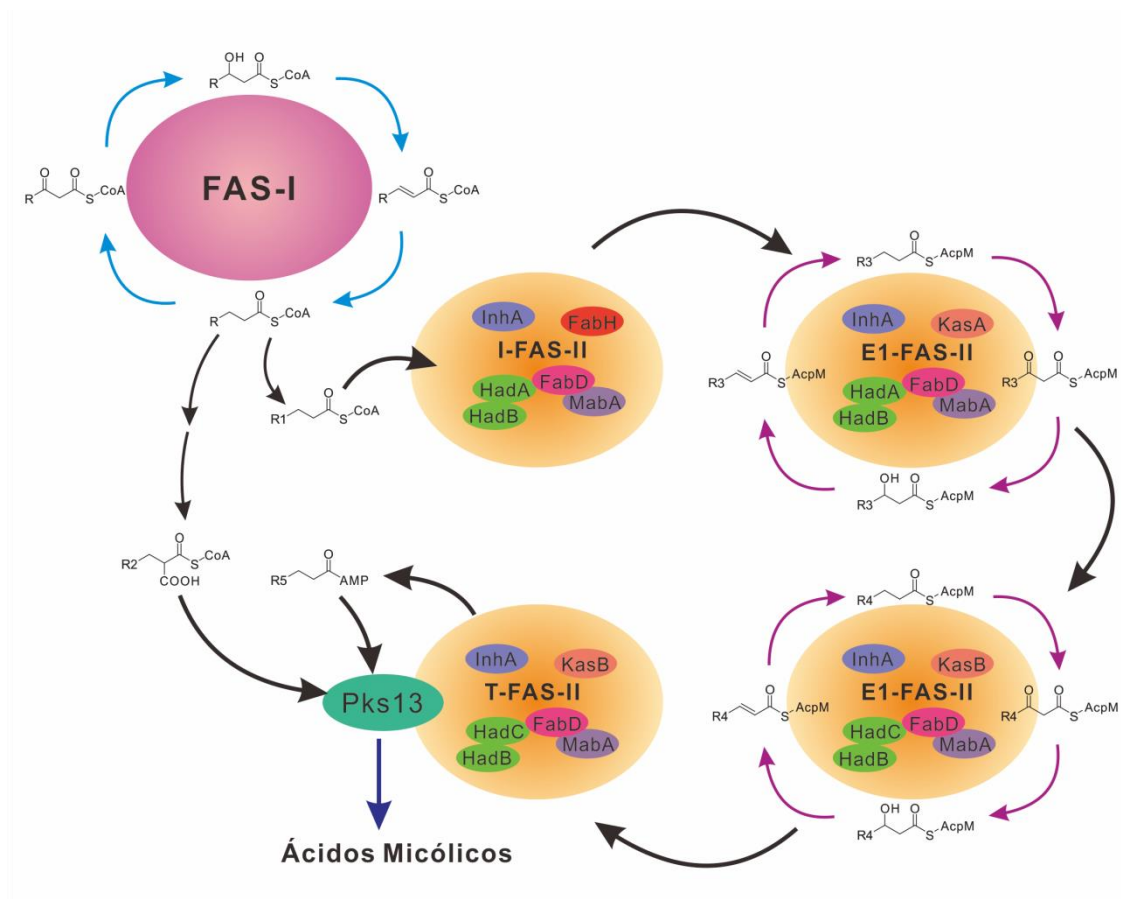 OH O
R S-CoA
O O
R S-CoA
FAS-I
O
R S-CoA
O
R S-CoA
O
R1 S-CoA
InhA FabH
I-FAS-II
HadA FabD
HadB MabA
O
R3 S-AcpM
InhA KasA
E1-FAS-II
HadA FabD
HadB MabA
O
R3 S-AcpM
O O
R3 S-AcpM
OH O
R3 S-AcpM
O
R2 S-CoA
COOH
O
R5 AMP
Pks13
InhA KasB
T-FAS-II
HadC FabD
HadB MabA
O
R4 S-AcpM
InhA KasB
E1-FAS-II
HadC FabD
HadB MabA
O
R4 S-AcpM
O O
R4 S-AcpM
OH O
R4 S-AcpM
Ácidos Micólicos